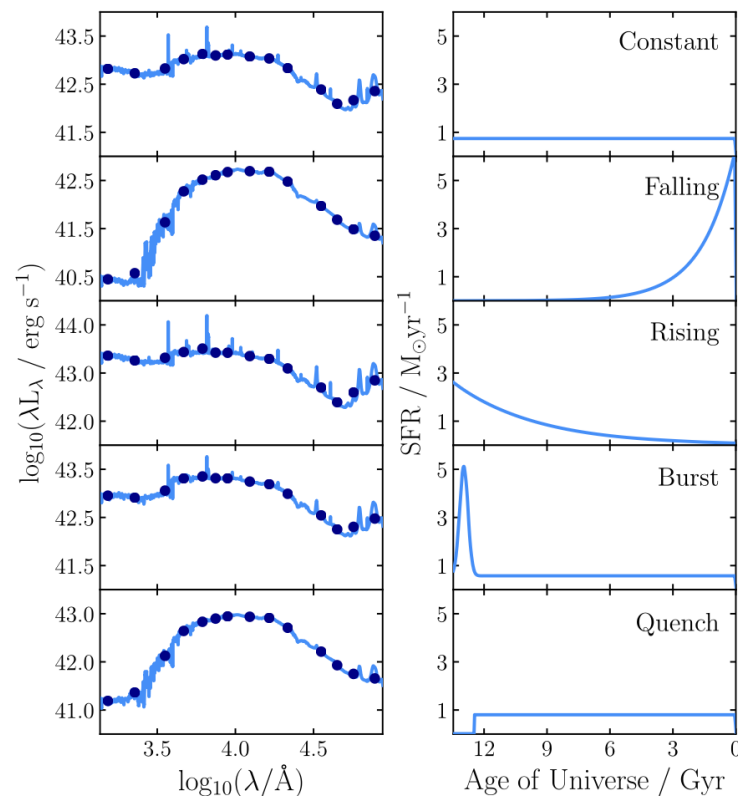 43.5
42.5
41.5
5
3
1
Constant
42.5
41.5
40.5
5
3
1
Falling
44.0
43.0
42.0
5
3
1
Rising
43.5
42.5
41.5
5
3
1
Burst
43.0
42.0
41.0
5
3
1
Quench
log₁₀(λL_λ / erg s⁻¹)
SFR / M_⊙yr⁻¹
3.5 4.0 4.5
12 9 6 3 0
log₁₀(λ/Å)
Age of Universe / Gyr